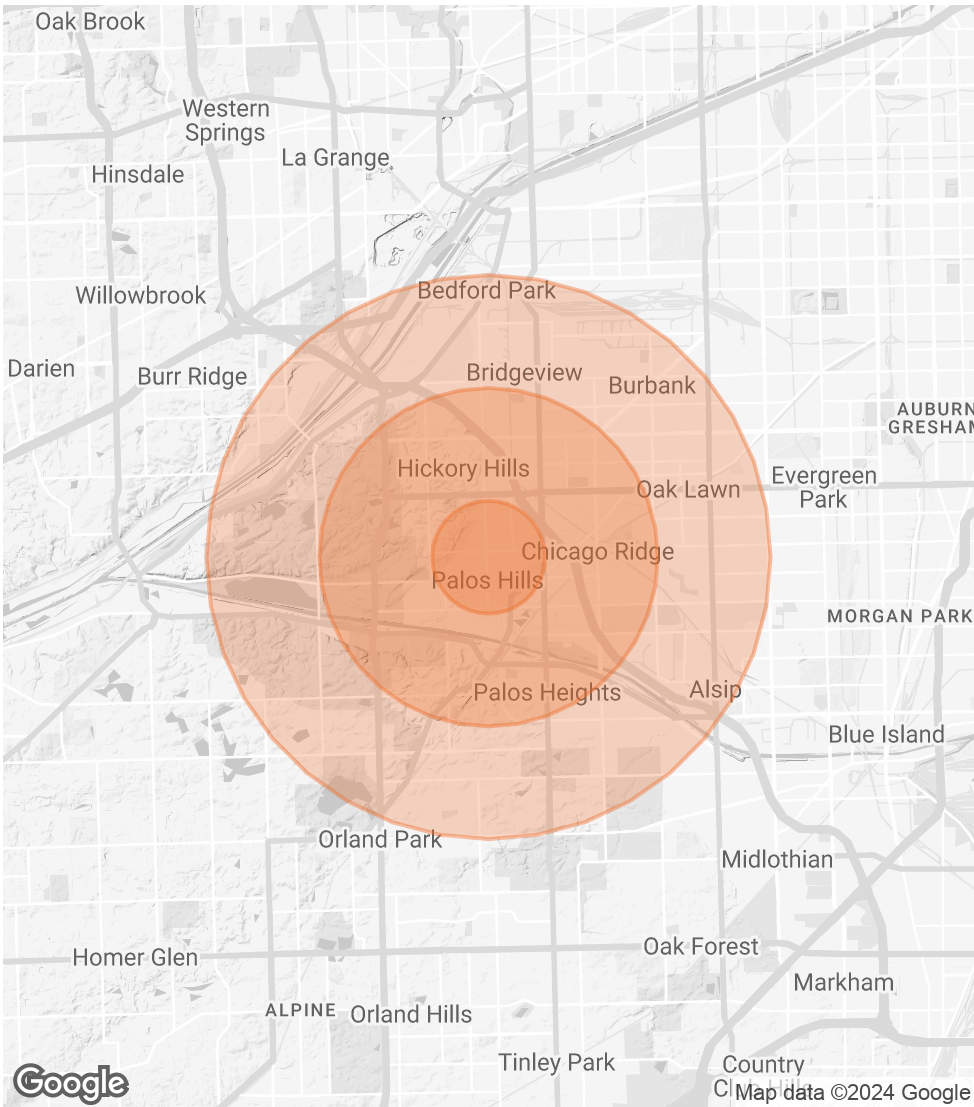 Oak Brook
Western
Springs
La Grange
Hinsdale
Willowbrook
Bedford Park
Darien
Burr Ridge
Bridgeview
Burbank
AUBURN
GRESHAM
Hickory Hills
Oak Lawn
Evergreen
Park
Chicago Ridge
Palos Hills
MORGAN PARK
Palos Heights
Alsip
Blue Island
Orland Park
Midlothian
Oak Forest
Homer Glen
Markham
ALPINE
Orland Hills
Tinley Park
Country
Club Hills
Google
Map data ©2024 Google